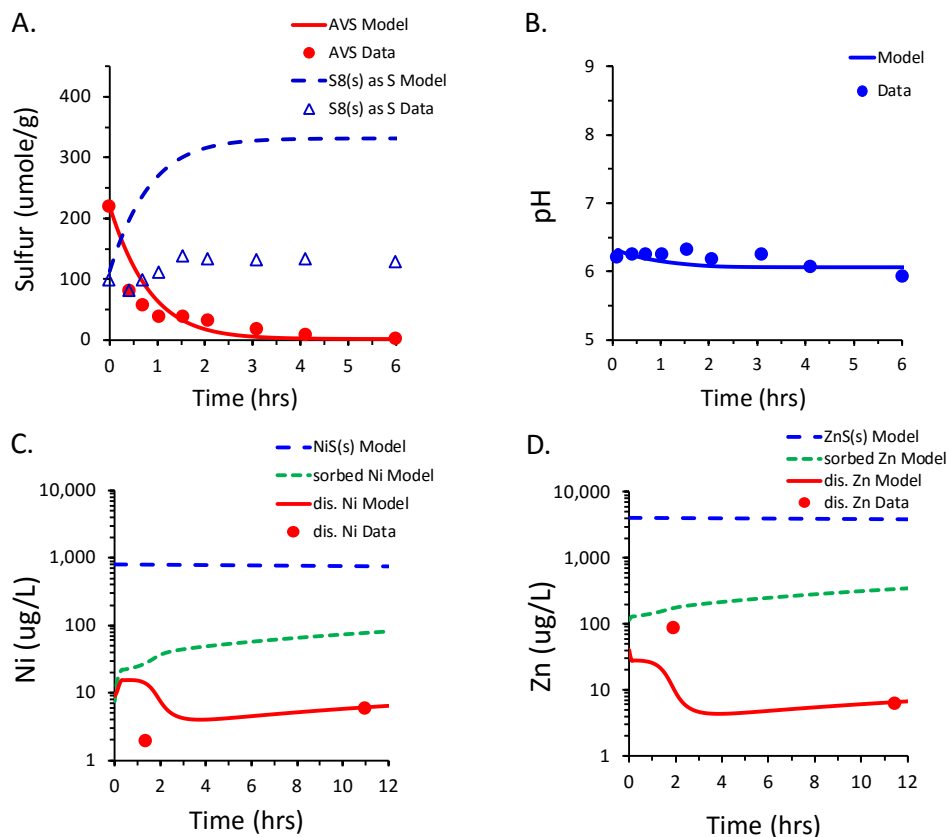 A.
AVS Model
AVS Data
S8(s) as S Model
S8(s) as S Data
Sulfur (umole/g)
450
300
200
100
0
0 1 2 3 4 5 6
Time (hrs)
B.
Model
Data
pH
9
8
7
6
5
0 1 2 3 4 5 6
Time (hrs)
C.
NiS(s) Model
sorbed Ni Model
dis. Ni Model
dis. Ni Data
Ni (ug/L)
10,000
1,000
100
10
1
0 2 4 6 8 10 12
Time (hrs)
D.
ZnS(s) Model
sorbed Zn Model
dis. Zn Model
dis. Zn Data
Zn (ug/L)
10,000
1,000
100
10
1
0 2 4 6 8 10 12
Time (hrs)